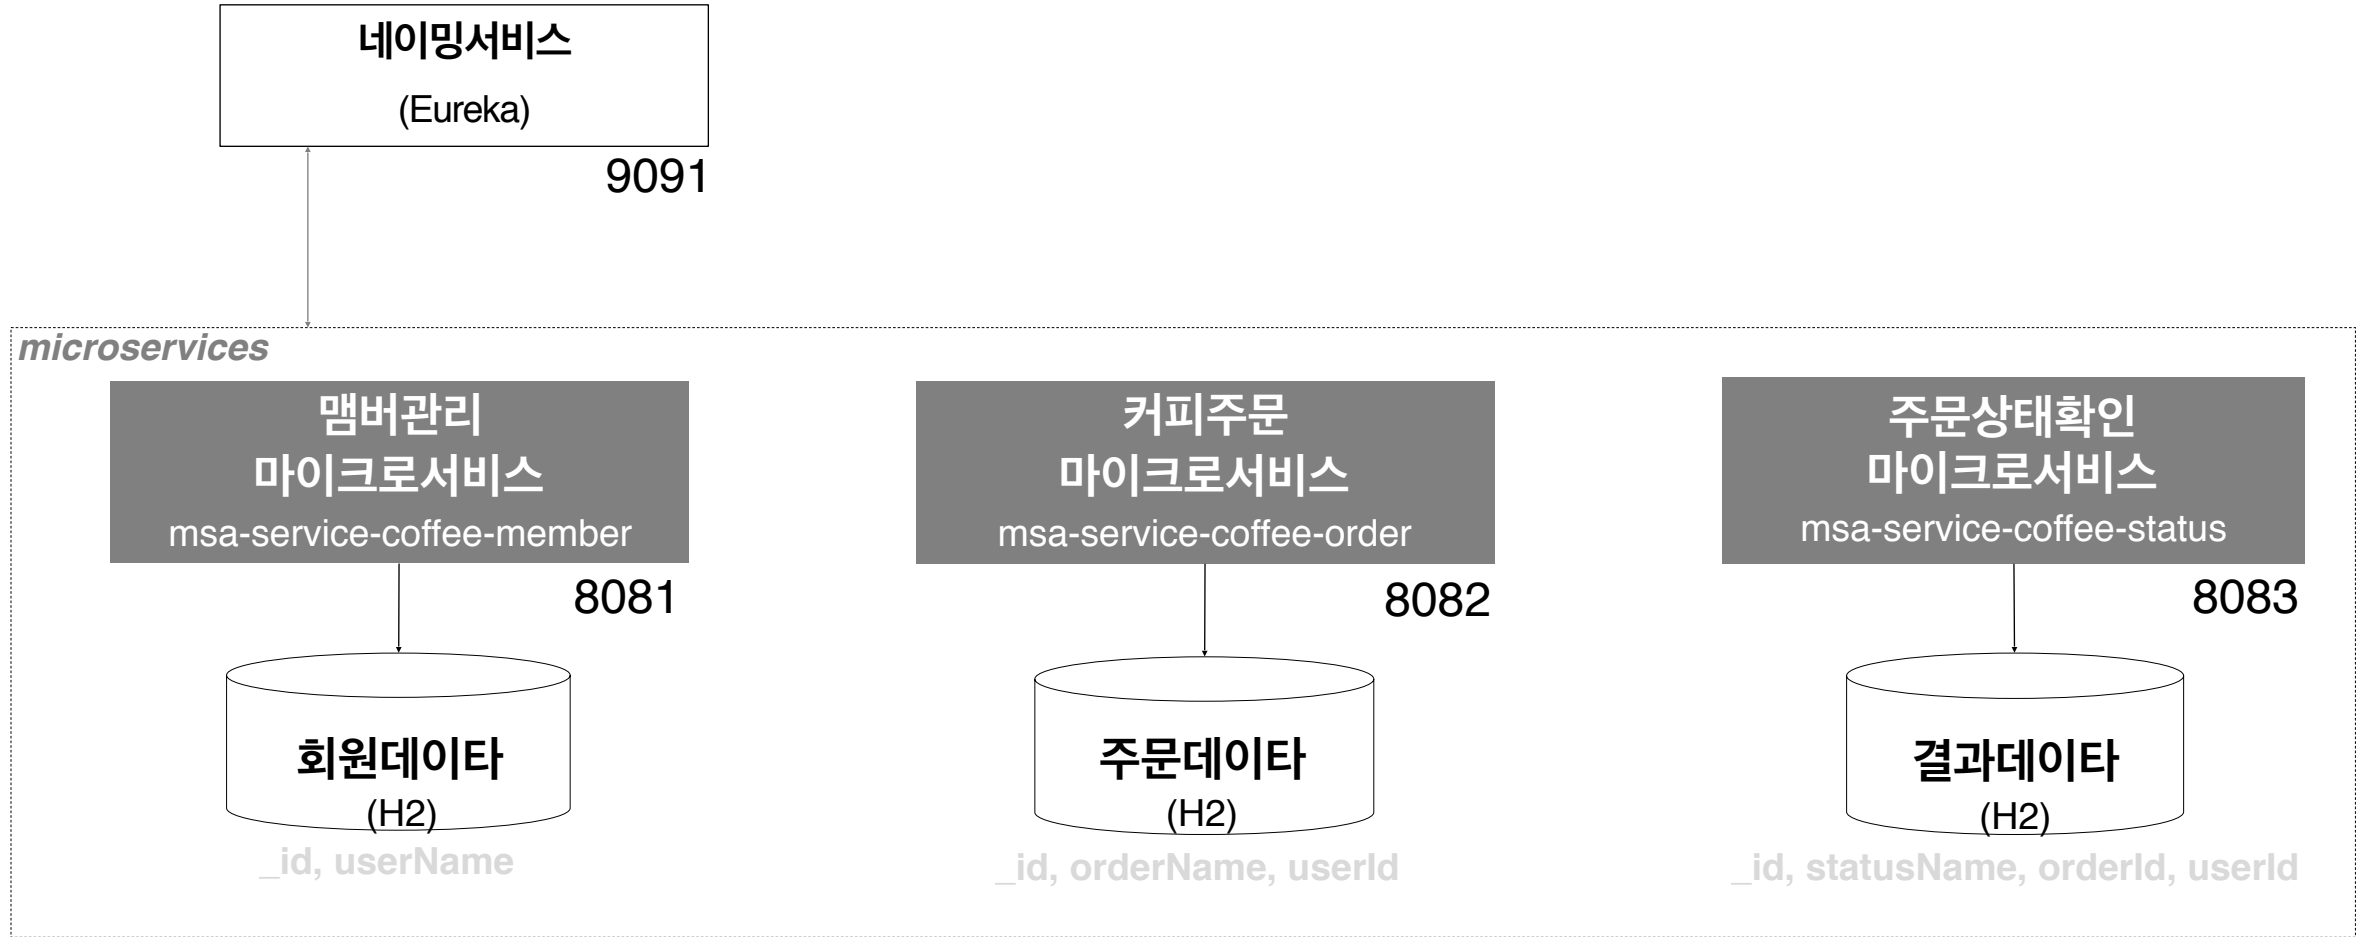 네이밍서비스
(Eureka)
9091
microservices
맴버관리
마이크로서비스
msa-service-coffee-member
8081
회원데이타
(H2)
_id, userName
커피주문
마이크로서비스
msa-service-coffee-order
8082
주문데이타
(H2)
_id, orderName, userId
주문상태확인
마이크로서비스
msa-service-coffee-status
8083
결과데이타
(H2)
_id, statusName, orderId, userId